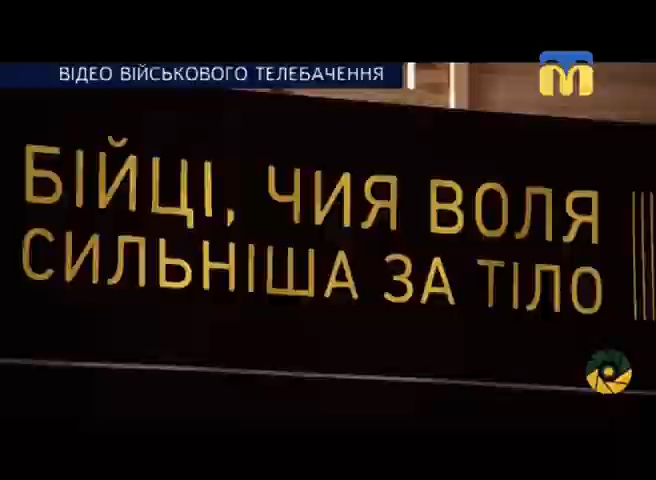 ВІДЕО ВІЙСЬКОВОГО ТЕЛЕБАЧЕННЯ
М
БІЙЦІ, ЧИЯ ВОЛЯ
СИЛЬНІША ЗА ТІЛО